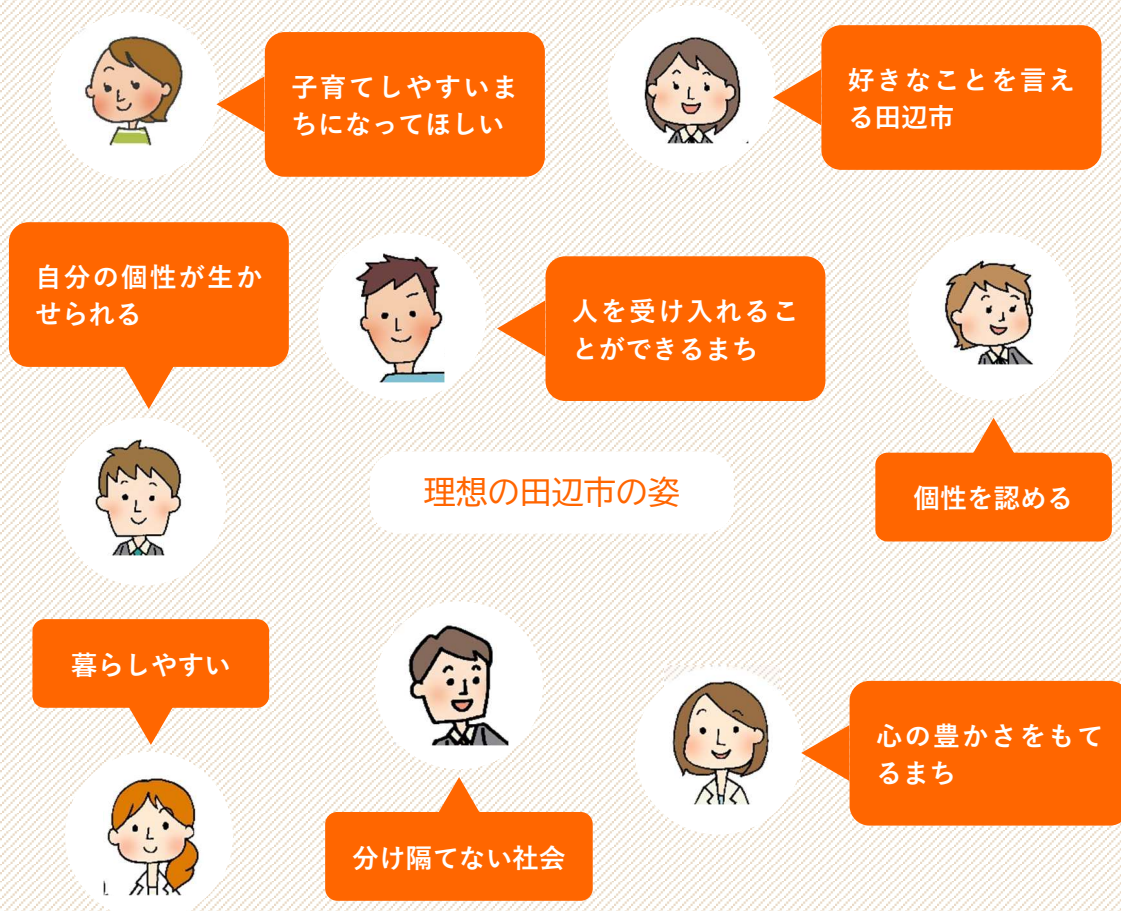 子育てしやすいま
ちになってほしい
好きなことを言え
る田辺市
自分の個性が生か
せられる
人を受け入れるこ
とができるまち
個性を認める
理想の田辺市の姿
暮らしやすい
分け隔てない社会
心の豊かさをもて
るまち